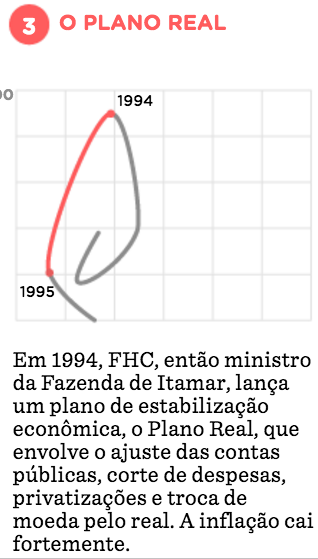 3 O PLANO REAL
1994
1995
Em 1994, FHC, então ministro
da Fazenda de Itamar, lança
um plano de estabilização
econômica, o Plano Real, que
envolve o ajuste das contas
públicas, corte de despesas,
privatizações e troca de
moeda pelo real. A inflação cai
fortemente.